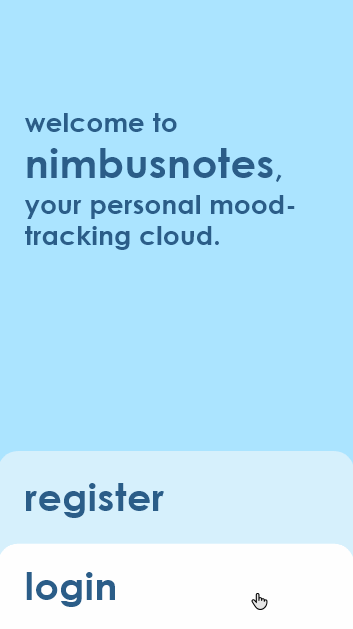 welcome to
nimbusnotes,
your personal mood-
tracking cloud.
register
login